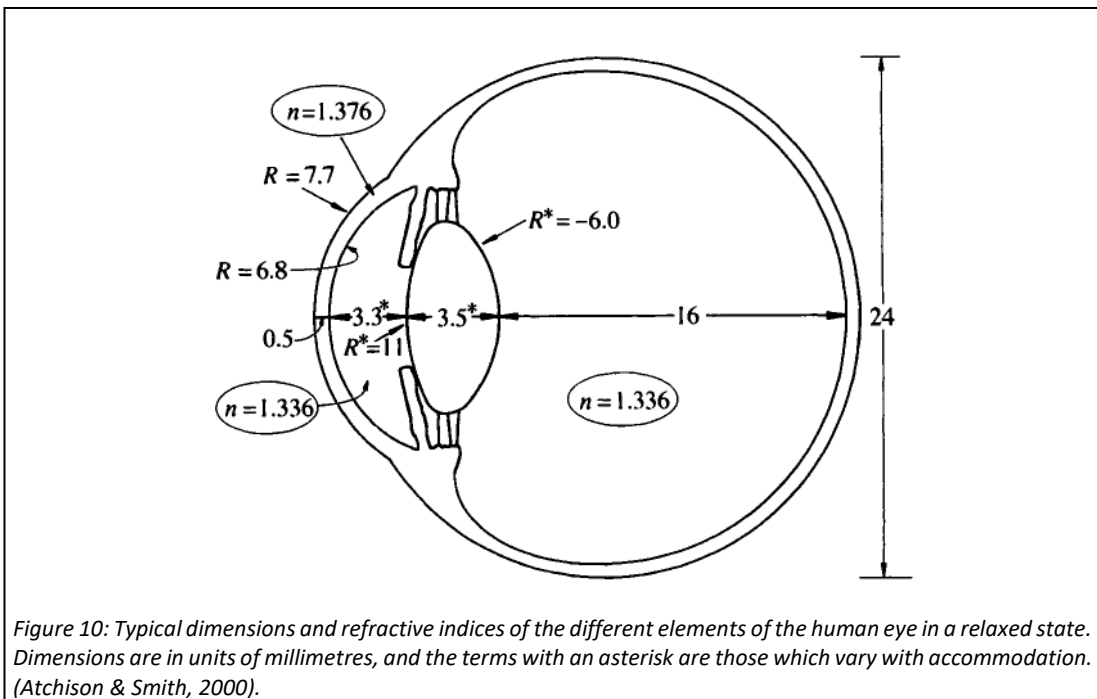 n=1.376
R = 7.7
R* = –6.0
R = 6.8
3.3*
3.5*
16
24
0.5
R*=11
n=1.336
n=1.336
Figure 10: Typical dimensions and refractive indices of the different elements of the human eye in a relaxed state.
Dimensions are in units of millimetres, and the terms with an asterisk are those which vary with accommodation.
(Atchison & Smith, 2000).